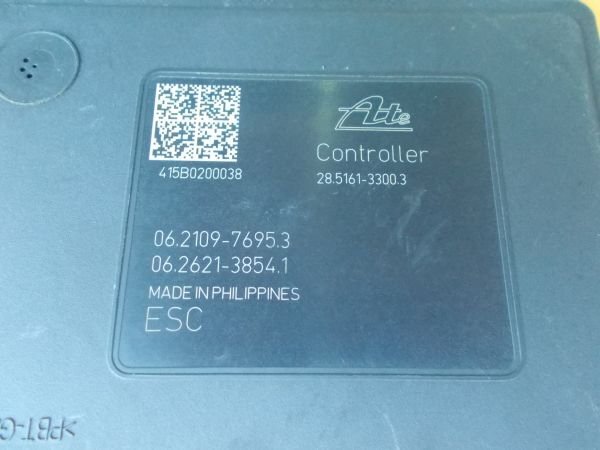 Ate
Controller
415B0200038
28.5161-3300.3
06.2109-7695.3
06.2621-3854.1
MADE IN PHILIPPINES
ESC
>PBT-G